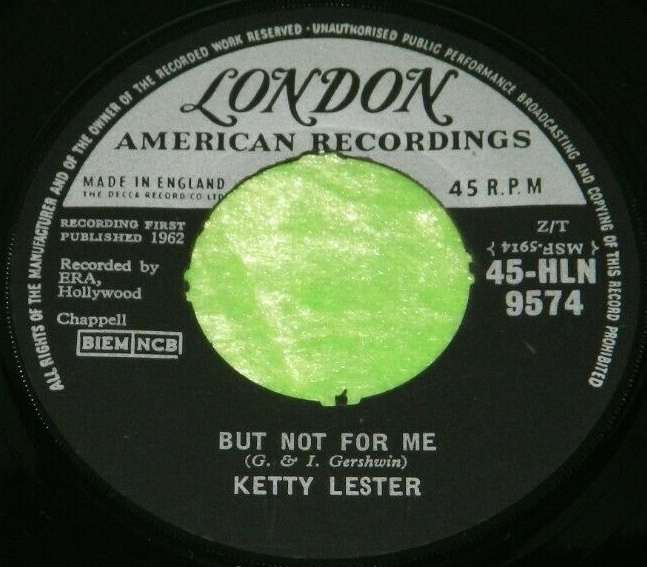 ALL RIGHTS OF THE MANUFACTURER AND OF THE OWNER OF THE RECORDED WORK RESERVED · UNAUTHORISED PUBLIC PERFORMANCE BROADCASTING AND COPYING OF THIS RECORD PROHIBITED
LONDON
AMERICAN RECORDINGS
MADE IN ENGLAND
THE DECCA RECORD CO LTD
45 R.P.M
RECORDING FIRST
PUBLISHED 1962
Z/T
{ MSF-5914 }
Recorded by
ERA,
Hollywood
45-HLN
9574
Chappell
BIEM NCB
BUT NOT FOR ME
(G. & I. Gershwin)
KETTY LESTER